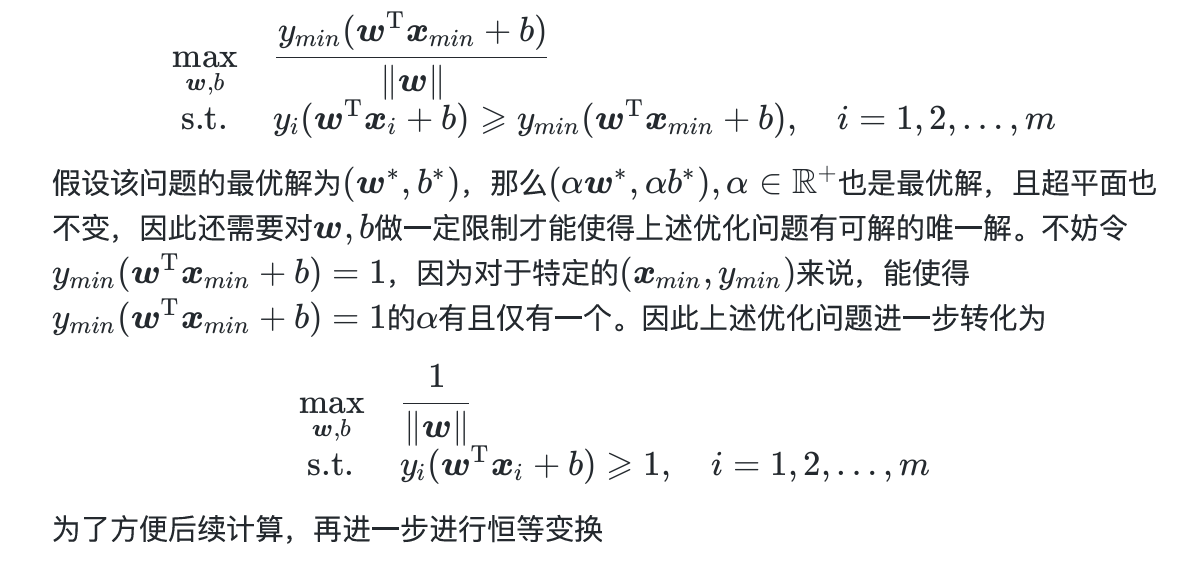 $$\max_{\boldsymbol{w},b} \quad \frac{y_{min}(\boldsymbol{w}^{\mathrm{T}}\boldsymbol{x}_{min}+b)}{\|\boldsymbol{w}\|}$$
$$\text{s.t.} \quad y_i(\boldsymbol{w}^{\mathrm{T}}\boldsymbol{x}_i+b) \geqslant y_{min}(\boldsymbol{w}^{\mathrm{T}}\boldsymbol{x}_{min}+b), \quad i=1,2,\ldots,m$$
假设该问题的最优解为$(\boldsymbol{w}^*,b^*)$，那么$(\alpha\boldsymbol{w}^*,\alpha b^*),\alpha\in\mathbb{R}^+$也是最优解，且超平面也
不变，因此还需要对$\boldsymbol{w},b$做一定限制才能使得上述优化问题有可解的唯一解。不妨令
$y_{min}(\boldsymbol{w}^{\mathrm{T}}\boldsymbol{x}_{min}+b)=1$，因为对于特定的$(\boldsymbol{x}_{min},y_{min})$来说，能使得
$y_{min}(\boldsymbol{w}^{\mathrm{T}}\boldsymbol{x}_{min}+b)=1$的$\alpha$有且仅有一个。因此上述优化问题进一步转化为
$$\max_{\boldsymbol{w},b} \quad \frac{1}{\|\boldsymbol{w}\|}$$
$$\text{s.t.} \quad y_i(\boldsymbol{w}^{\mathrm{T}}\boldsymbol{x}_i+b) \geqslant 1, \quad i=1,2,\ldots,m$$
为了方便后续计算，再进一步进行恒等变换